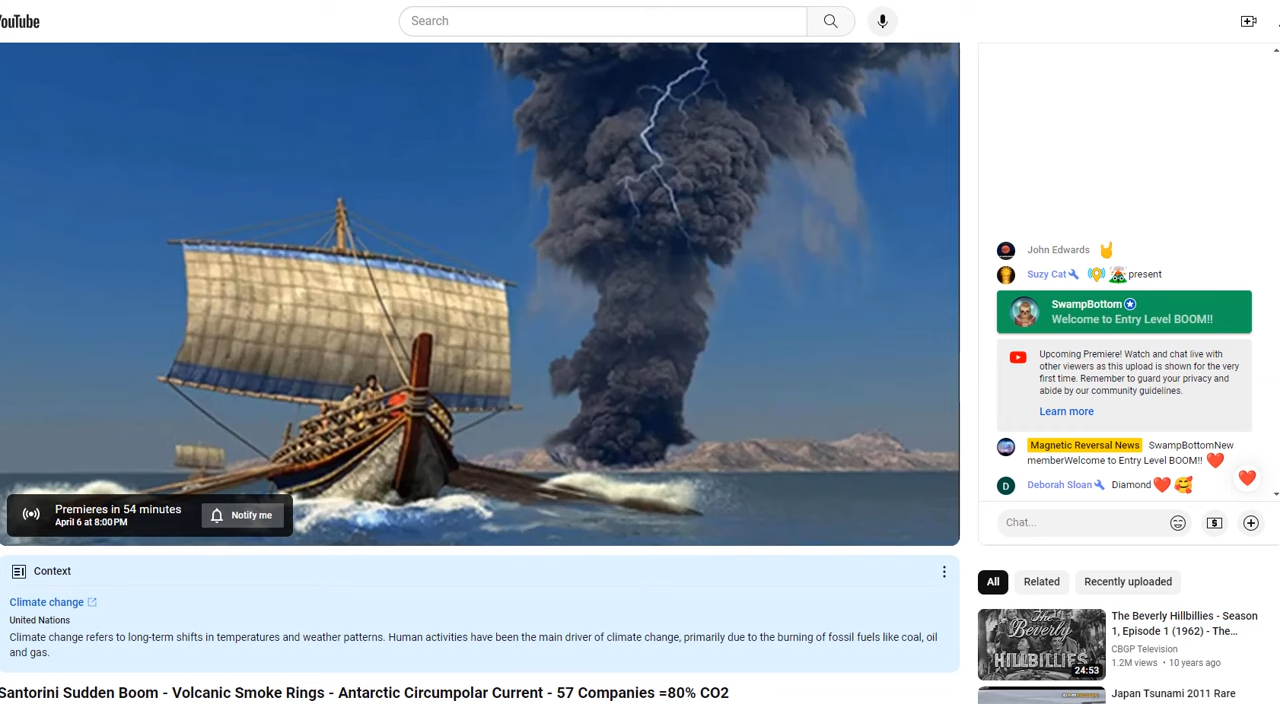 YouTube
Search
Premieres in 54 minutes
April 6 at 8:00 PM
Notify me
Context
Climate change
United Nations
Climate change refers to long-term shifts in temperatures and weather patterns. Human activities have been the main driver of climate change, primarily due to the burning of fossil fuels like coal, oil
and gas.
Santorini Sudden Boom - Volcanic Smoke Rings - Antarctic Circumpolar Current - 57 Companies =80% CO2
John Edwards
Suzy Cat present
SwampBottom
Welcome to Entry Level BOOM!!
Upcoming Premiere! Watch and chat live with
other viewers as this upload is shown for the very
first time. Remember to guard your privacy and
abide by our community guidelines.
Learn more
Magnetic Reversal News SwampBottomNew
memberWelcome to Entry Level BOOM!!
D
Deborah Sloan Diamond
Chat...
All
Related
Recently uploaded
The Beverly HILLBILLIES
24:53
The Beverly Hillbillies - Season
1, Episode 1 (1962) - The…
CBGP Television
1.2M views • 10 years ago
Japan Tsunami 2011 Rare